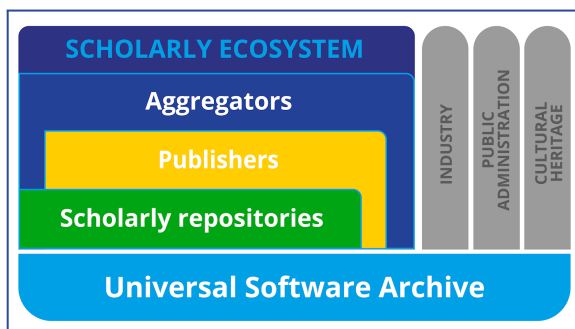 SCHOLARLY ECOSYSTEM
Aggregators
Publishers
Scholarly repositories
INDUSTRY
PUBLIC
ADMINISTRATION
CULTURAL
HERITAGE
Universal Software Archive